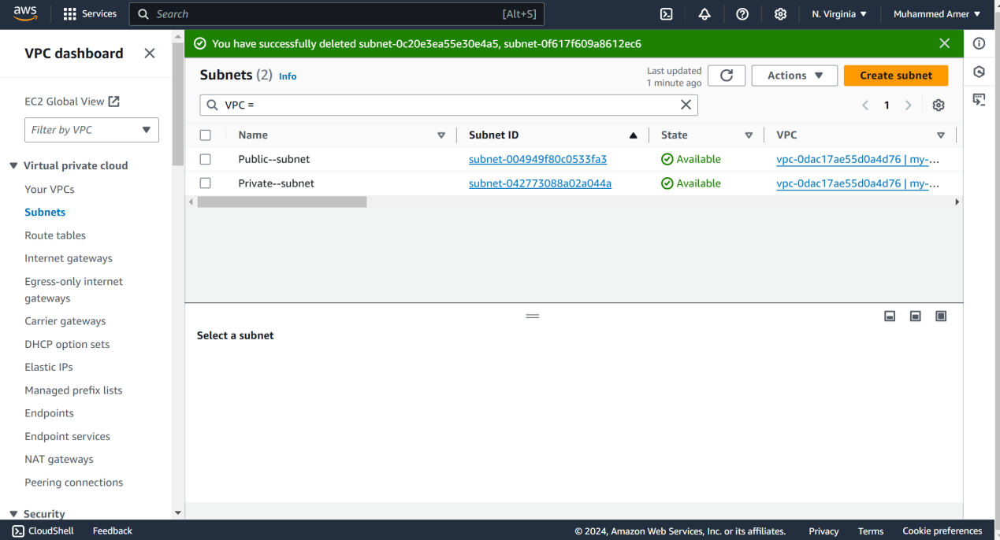 aws
Services
Search
[Alt+S]
N. Virginia
Muhammed Amer
VPC dashboard
EC2 Global View
Filter by VPC
Virtual private cloud
Your VPCs
Subnets
Route tables
Internet gateways
Egress-only internet
gateways
Carrier gateways
DHCP option sets
Elastic IPs
Managed prefix lists
Endpoints
Endpoint services
NAT gateways
Peering connections
Security
You have successfully deleted subnet-0c20e3ea55e30e4a5, subnet-0f617f609a8612ec6
Subnets (2) Info
Last updated
1 minute ago
Actions
Create subnet
VPC =
1
Name Subnet ID State VPC
Public--subnet subnet-004949f80c0533fa3 Available vpc-0dac17ae55d0a4d76 | my-...
Private--subnet subnet-042773088a02a044a Available vpc-0dac17ae55d0a4d76 | my-...
Select a subnet
CloudShell Feedback © 2024, Amazon Web Services, Inc. or its affiliates. Privacy Terms Cookie preferences